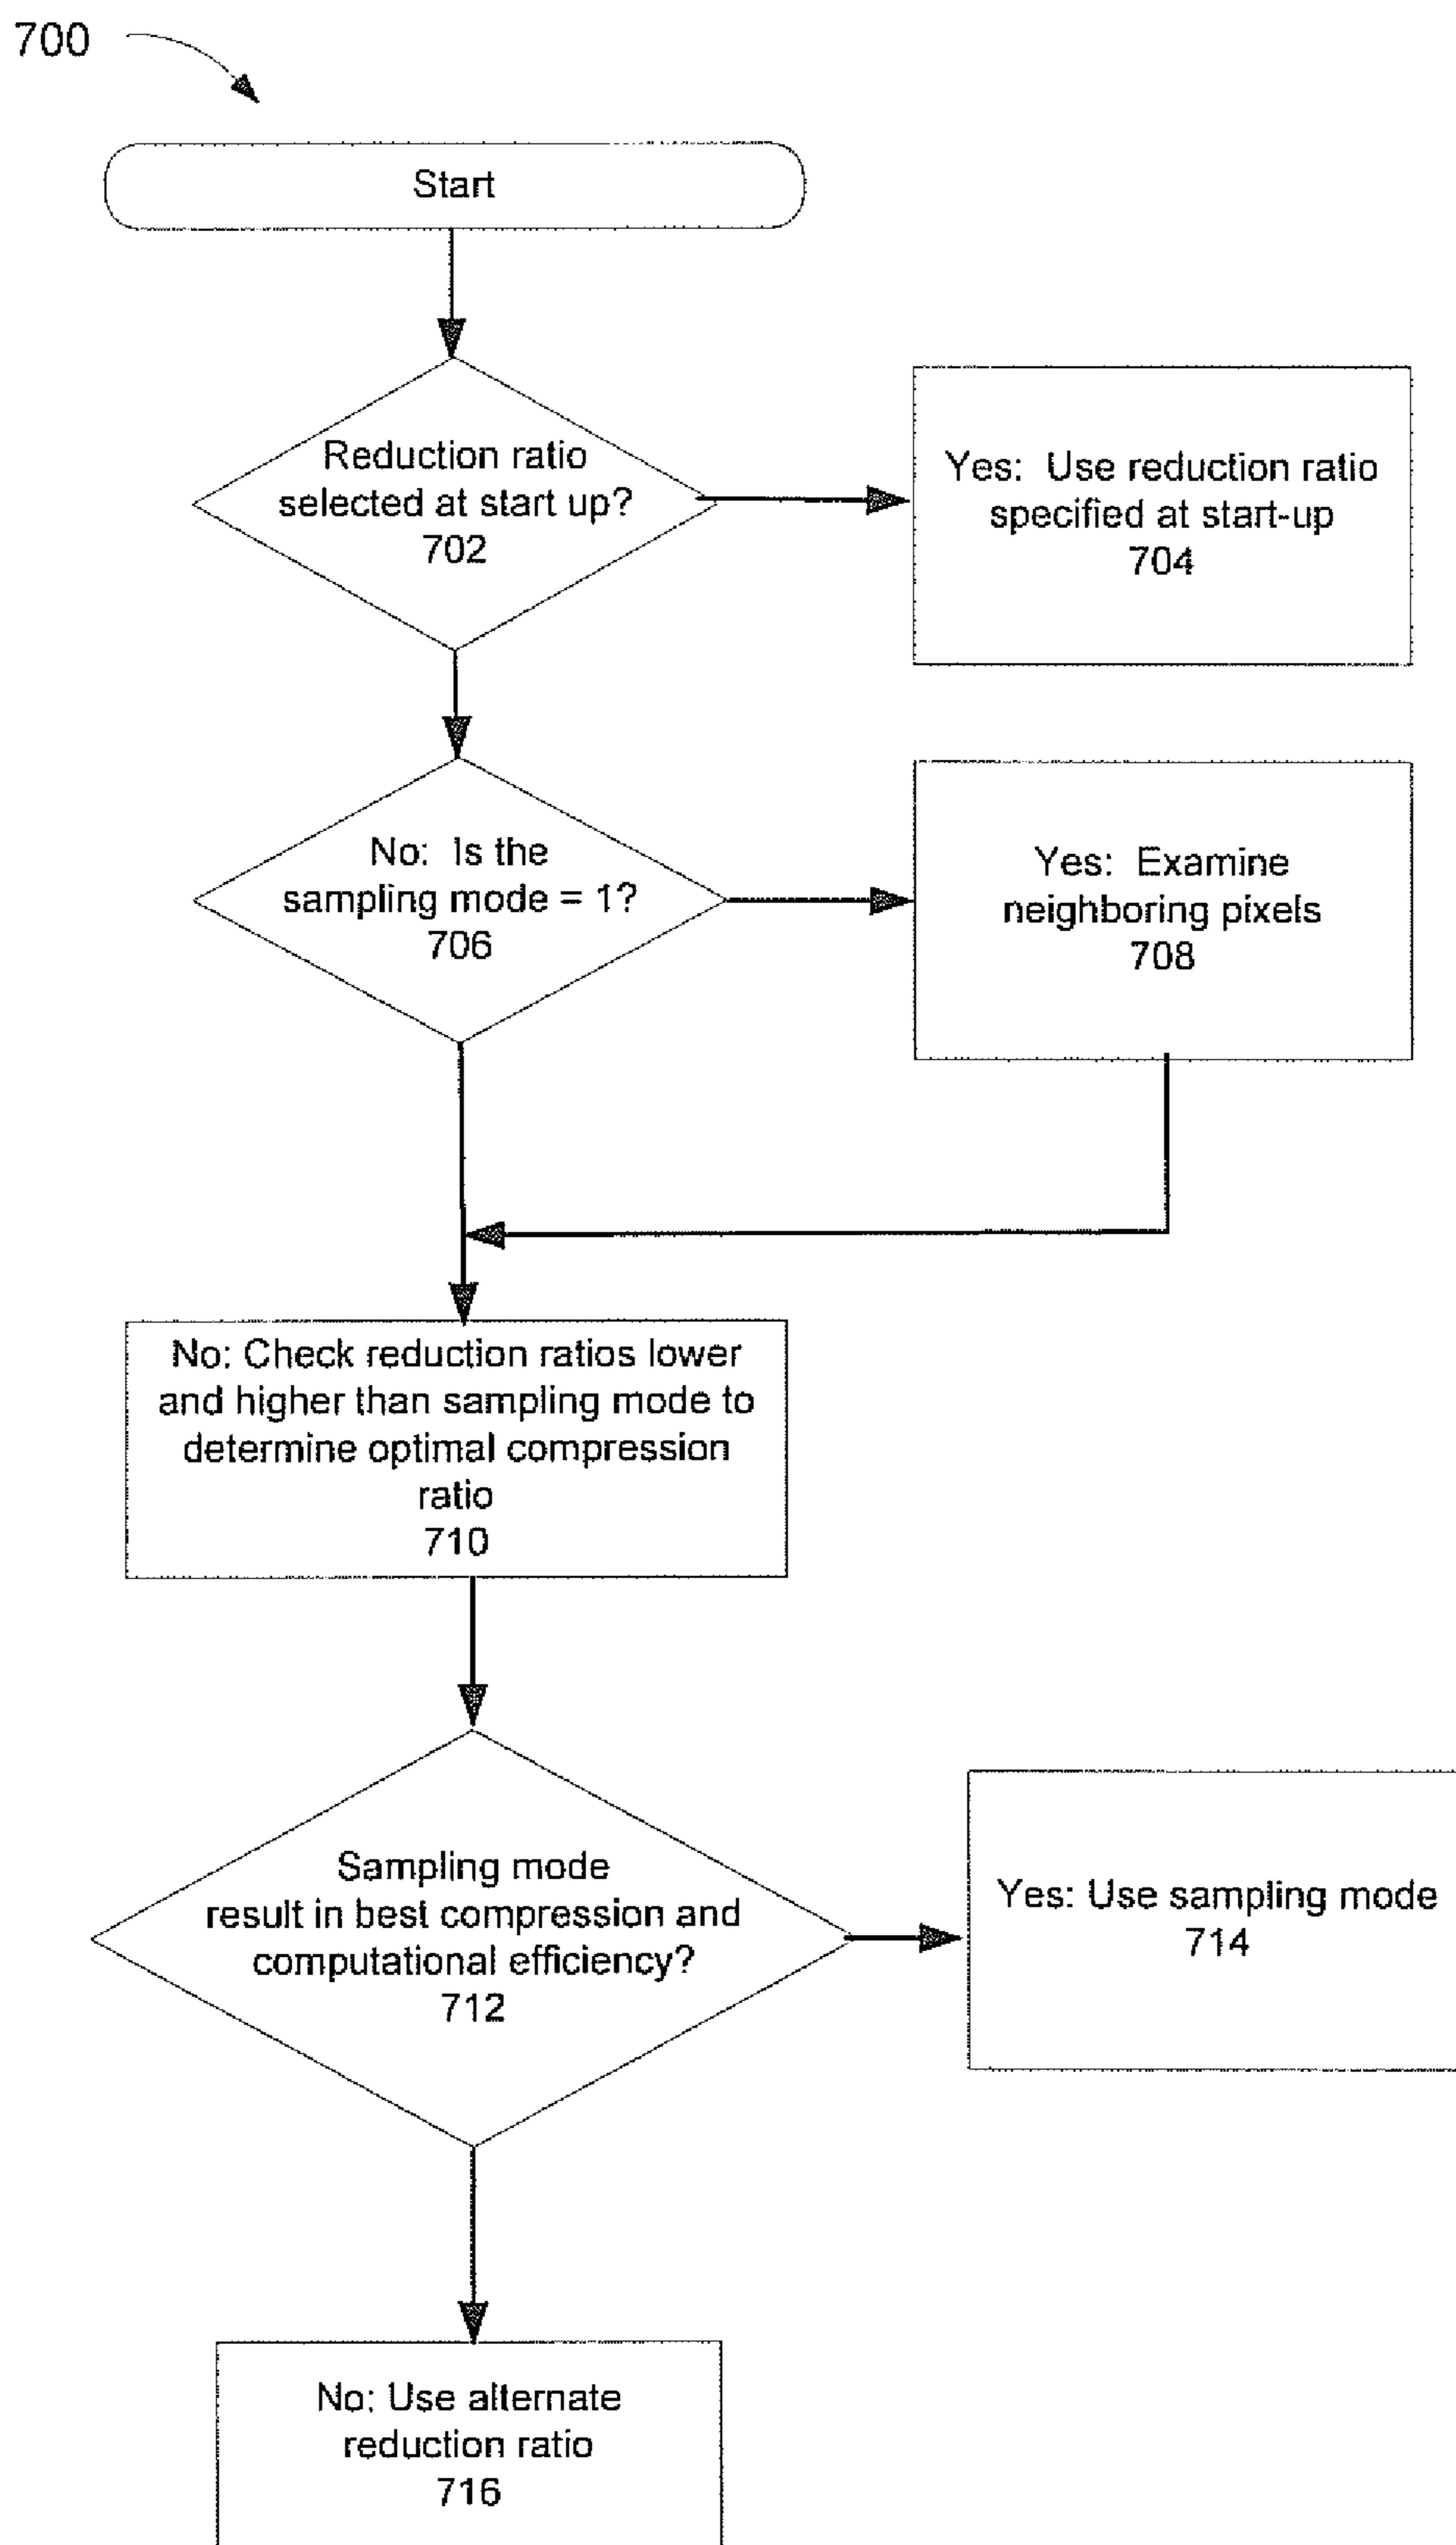 700
Start
Reduction ratio
selected at start up?
702
Yes:  Use reduction ratio
specified at start-up
704
No:  Is the
sampling mode = 1?
706
Yes:  Examine
neighboring pixels
708
No: Check reduction ratios lower
and higher than sampling mode to
determine optimal compression
ratio
710
Sampling mode
result in best compression and
computational efficiency?
712
Yes: Use sampling mode
714
No: Use alternate
reduction ratio
716